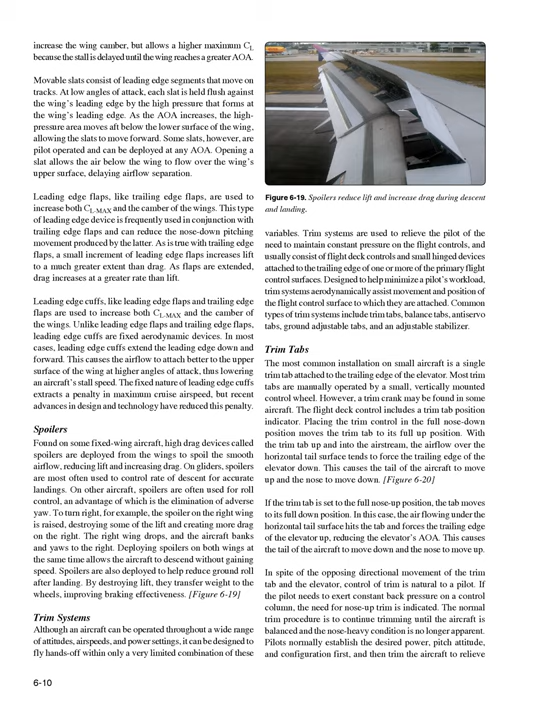 increase the wing camber, but allows a higher maximum CL
because the stall is delayed until the wing reaches a greater AOA.
Movable slats consist of leading edge segments that move on
tracks. At low angles of attack, each slat is held flush against
the wing's leading edge by the high pressure that forms at
the wing's leading edge. As the AOA increases, the high-
pressure area moves aft below the lower surface of the wing,
allowing the slats to move forward. Some slats, however, are
pilot operated and can be deployed at any AOA. Opening a
slat allows the air below the wing to flow over the wing's
upper surface, delaying airflow separation.
Leading edge flaps, like trailing edge flaps, are used to
increase both CL-MAX and the camber of the wings. This type
of leading edge device is frequently used in conjunction with
trailing edge flaps and can reduce the nose-down pitching
movement produced by the latter. As is true with trailing edge
flaps, a small increment of leading edge flaps increases lift
to a much greater extent than drag. As flaps are extended,
drag increases at a greater rate than lift.
Leading edge cuffs, like leading edge flaps and trailing edge
flaps are used to increase both CL-MAX and the camber of
the wings. Unlike leading edge flaps and trailing edge flaps,
leading edge cuffs are fixed aerodynamic devices. In most
cases, leading edge cuffs extend the leading edge down and
forward. This causes the airflow to attach better to the upper
surface of the wing at higher angles of attack, thus lowering
an aircraft's stall speed. The fixed nature of leading edge cuffs
extracts a penalty in maximum cruise airspeed, but recent
advances in design and technology have reduced this penalty.
Spoilers
Found on some fixed-wing aircraft, high drag devices called
spoilers are deployed from the wings to spoil the smooth
airflow, reducing lift and increasing drag. On gliders, spoilers
are most often used to control rate of descent for accurate
landings. On other aircraft, spoilers are often used for roll
control, an advantage of which is the elimination of adverse
yaw. To turn right, for example, the spoiler on the right wing
is raised, destroying some of the lift and creating more drag
on the right. The right wing drops, and the aircraft banks
and yaws to the right. Deploying spoilers on both wings at
the same time allows the aircraft to descend without gaining
speed. Spoilers are also deployed to help reduce ground roll
after landing. By destroying lift, they transfer weight to the
wheels, improving braking effectiveness. [Figure 6-19]
Trim Systems
Although an aircraft can be operated throughout a wide range
of attitudes, airspeeds, and power settings, it can be designed to
fly hands-off within only a very limited combination of these
Figure 6-19. Spoilers reduce lift and increase drag during descent
and landing.
variables. Trim systems are used to relieve the pilot of the
need to maintain constant pressure on the flight controls, and
usually consist of flight deck controls and small hinged devices
attached to the trailing edge of one or more of the primary flight
control surfaces. Designed to help minimize a pilot's workload,
trim systems aerodynamically assist movement and position of
the flight control surface to which they are attached. Common
types of trim systems include trim tabs, balance tabs, antiservo
tabs, ground adjustable tabs, and an adjustable stabilizer.
Trim Tabs
The most common installation on small aircraft is a single
trim tab attached to the trailing edge of the elevator. Most trim
tabs are manually operated by a small, vertically mounted
control wheel. However, a trim crank may be found in some
aircraft. The flight deck control includes a trim tab position
indicator. Placing the trim control in the full nose-down
position moves the trim tab to its full up position. With
the trim tab up and into the airstream, the airflow over the
horizontal tail surface tends to force the trailing edge of the
elevator down. This causes the tail of the aircraft to move
up and the nose to move down. [Figure 6-20]
If the trim tab is set to the full nose-up position, the tab moves
to its full down position. In this case, the air flowing under the
horizontal tail surface hits the tab and forces the trailing edge
of the elevator up, reducing the elevator's AOA. This causes
the tail of the aircraft to move down and the nose to move up.
In spite of the opposing directional movement of the trim
tab and the elevator, control of trim is natural to a pilot. If
the pilot needs to exert constant back pressure on a control
column, the need for nose-up trim is indicated. The normal
trim procedure is to continue trimming until the aircraft is
balanced and the nose-heavy condition is no longer apparent.
Pilots normally establish the desired power, pitch attitude,
and configuration first, and then trim the aircraft to relieve
6-10